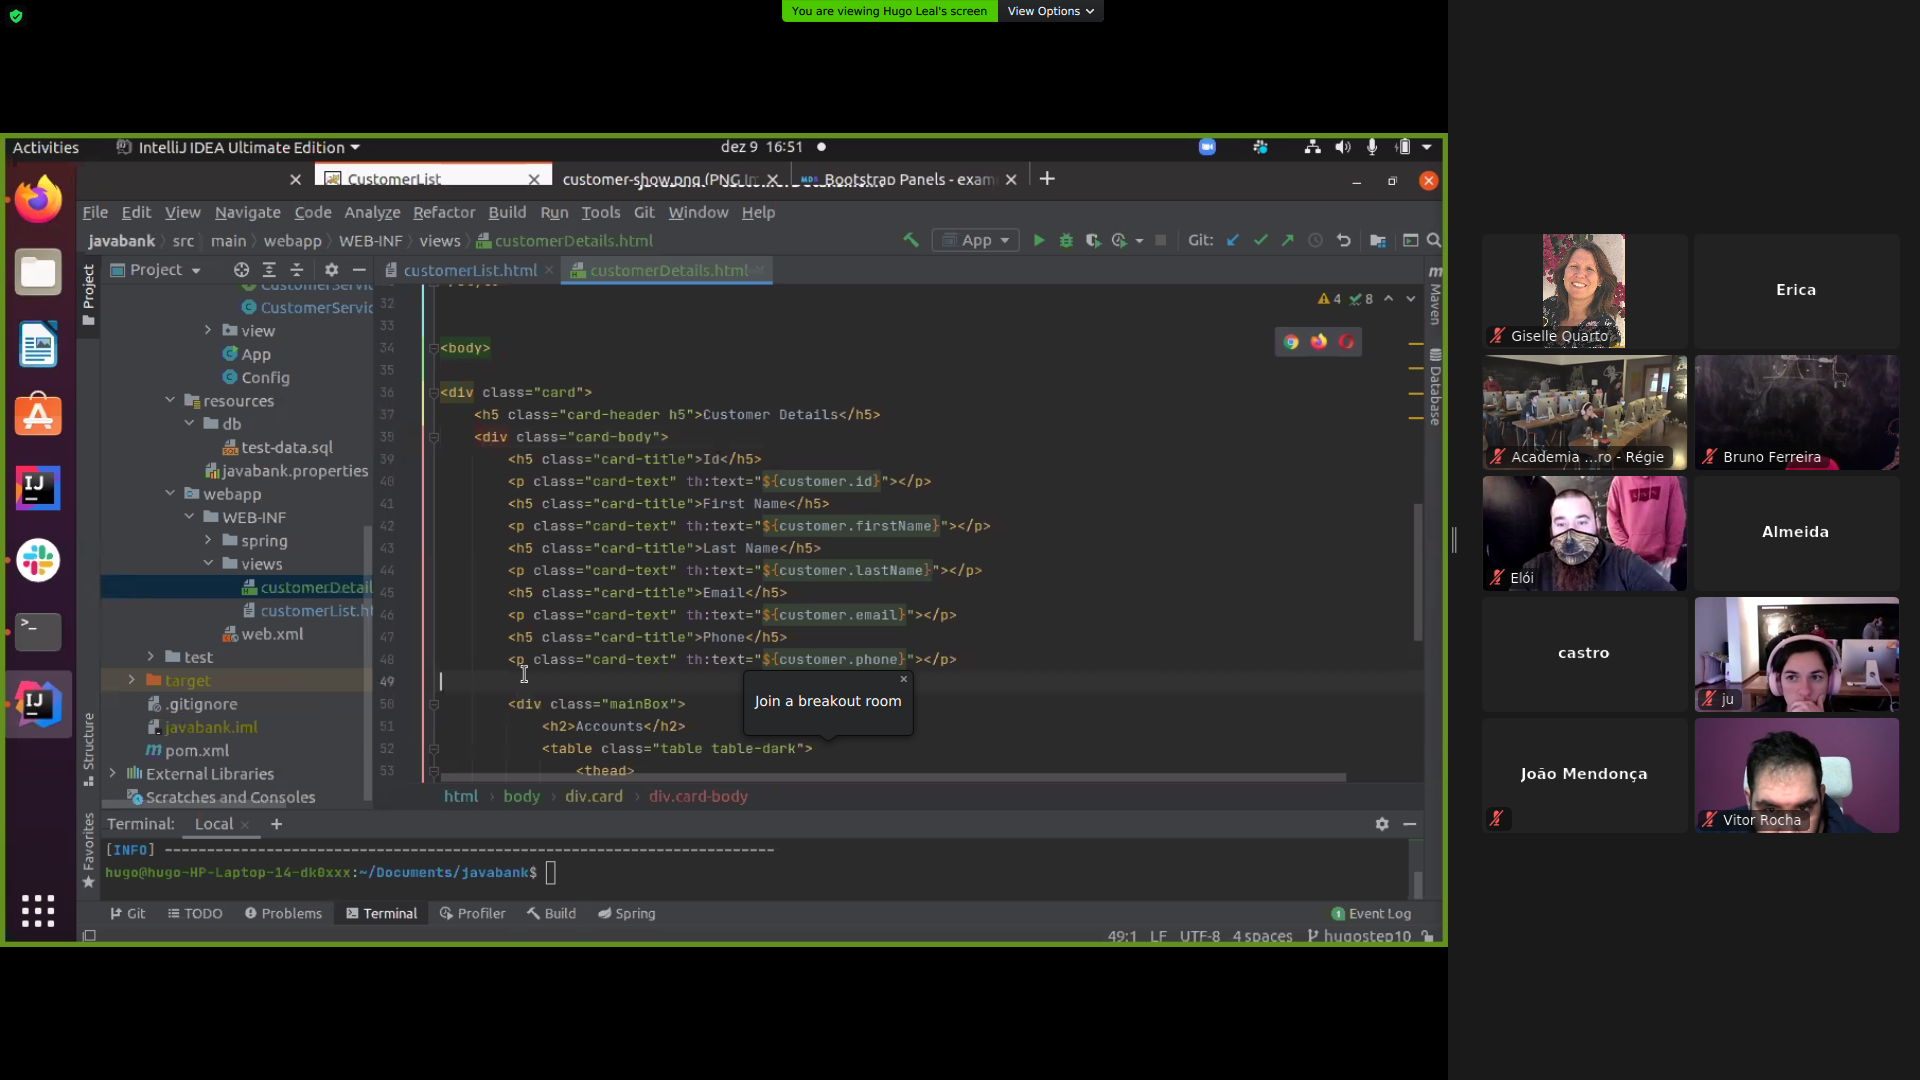 You are viewing Hugo Leal's screen View Options
Activities IntelliJ IDEA Ultimate Edition dez 9 16:51
CustomerList customer-show.png (PNG Bootstrap Panels - exam
File Edit View Navigate Code Analyze Refactor Build Run Tools Git Window Help
javabank src main webapp WEB-INF views customerDetails.html App Git:
Project customerList.html customerDetails.html
Project
CustomerServi
CustomerServic
view
App
Config
resources
db
test-data.sql
javabank.properties
webapp
WEB-INF
spring
views
customerDetail
customerList.h
web.xml
test
target
.gitignore
javabank.iml
pom.xml
External Libraries
Scratches and Consoles
Structure
Favorites
4 8
Maven
Database
32
33
34 <body>
35
36 <div class="card">
37 <h5 class="card-header h5">Customer Details</h5>
38 <div class="card-body">
39 <h5 class="card-title">Id</h5>
40 <p class="card-text" th:text="${customer.id}"></p>
41 <h5 class="card-title">First Name</h5>
42 <p class="card-text" th:text="${customer.firstName}"></p>
43 <h5 class="card-title">Last Name</h5>
44 <p class="card-text" th:text="${customer.lastName}"></p>
45 <h5 class="card-title">Email</h5>
46 <p class="card-text" th:text="${customer.email}"></p>
47 <h5 class="card-title">Phone</h5>
48 <p class="card-text" th:text="${customer.phone}"></p>
49
50 <div class="mainBox">
51 <h2>Accounts</h2>
52 <table class="table table-dark">
53 <thead>
Join a breakout room
html body div.card div.card-body
Terminal: Local
[INFO] ------------------------------------------------------------------------
hugo@hugo-HP-Laptop-14-dk0xxx:~/Documents/javabank$
Git TODO Problems Terminal Profiler Build Spring 1 Event Log
49:1 LF UTF-8 4 spaces hugostep10
Giselle Quarto
Erica
Academia ...ro - Régie
Bruno Ferreira
Elói
Almeida
castro
ju
João Mendonça
Vitor Rocha